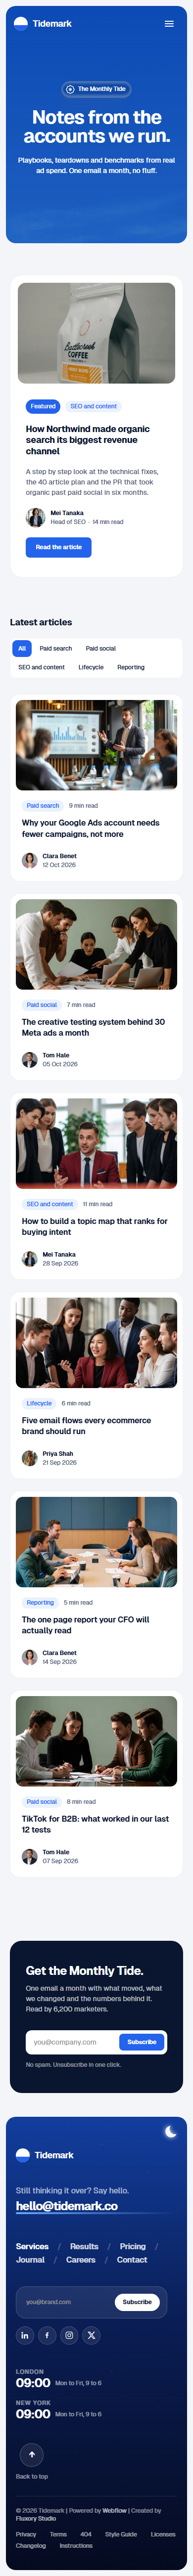 Tidemark
The Monthly Tide
Notes from the
accounts we run.
Playbooks, teardowns and benchmarks from real
ad spend. One email a month, no fluff.
BATTLECREEK
COFFEE
Featured
SEO and content
How Northward made organic
search its biggest revenue
channel
A step by step look at the technical fixes,
the 40 article plan and the PR that took
organic past paid social in six months.
Mei Tanaka
Head of SEO · 14 min read
Read the article
Latest articles
All
Paid search
Paid social
SEO and content
Lifecycle
Reporting
Paid search
9 min read
Why your Google Ads account needs
fewer campaigns, not more
Clara Benet
12 Oct 2026
Paid social
7 min read
The creative testing system behind 30
Meta ads a month
Tom Hale
05 Oct 2026
SEO and content
11 min read
How to build a topic map that ranks for
buying intent
Mei Tanaka
28 Sep 2026
Lifecycle
6 min read
Five email flows every ecommerce
brand should run
Priya Shah
21 Sep 2026
Reporting
5 min read
The one page report your CFO will
actually read
Clara Benet
14 Sep 2026
Paid social
8 min read
TikTok for B2B: what worked in our last
12 tests
Tom Hale
07 Sep 2026
Get the Monthly Tide.
One email a month with what moved, what
we changed and the numbers behind it.
Read by 6,200 marketers.
you@company.com
Subscribe
No spam. Unsubscribe in one click.
Tidemark
Still thinking it over? Say hello.
hello@tidemark.co
Services / Results / Pricing /
Journal / Careers / Contact
you@brand.com
Subscribe
LONDON
09:00 Mon to Fri, 9 to 6
NEW YORK
09:00 Mon to Fri, 9 to 6
Back to top
© 2026 Tidemark | Powered by Webflow | Created by
Fluxory Studio
Privacy
Terms
404
Style Guide
Licenses
Changelog
Instructions